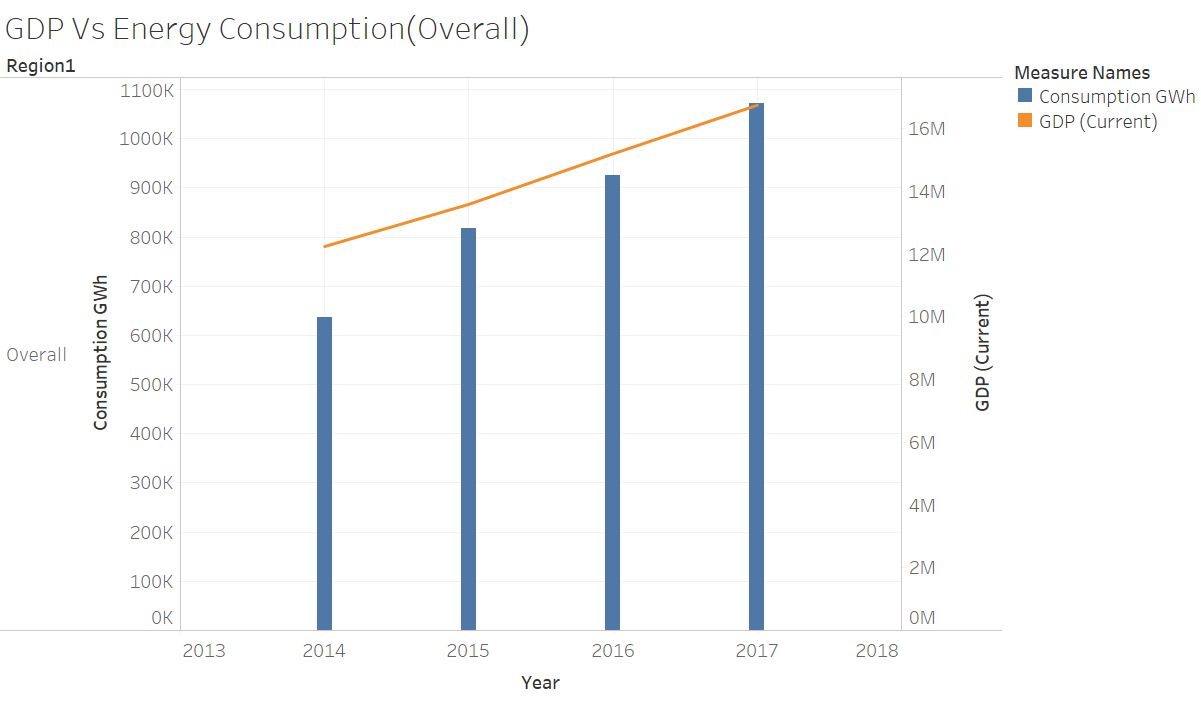 GDP Vs Energy Consumption(Overall)
Region1
Measure Names
Consumption GWh
GDP (Current)
Overall
Consumption GWh
1100K
1000K
900K
800K
700K
600K
500K
400K
300K
200K
100K
0K
16M
14M
12M
10M
8M
6M
4M
2M
0M
GDP (Current)
2013 2014 2015 2016 2017 2018
Year